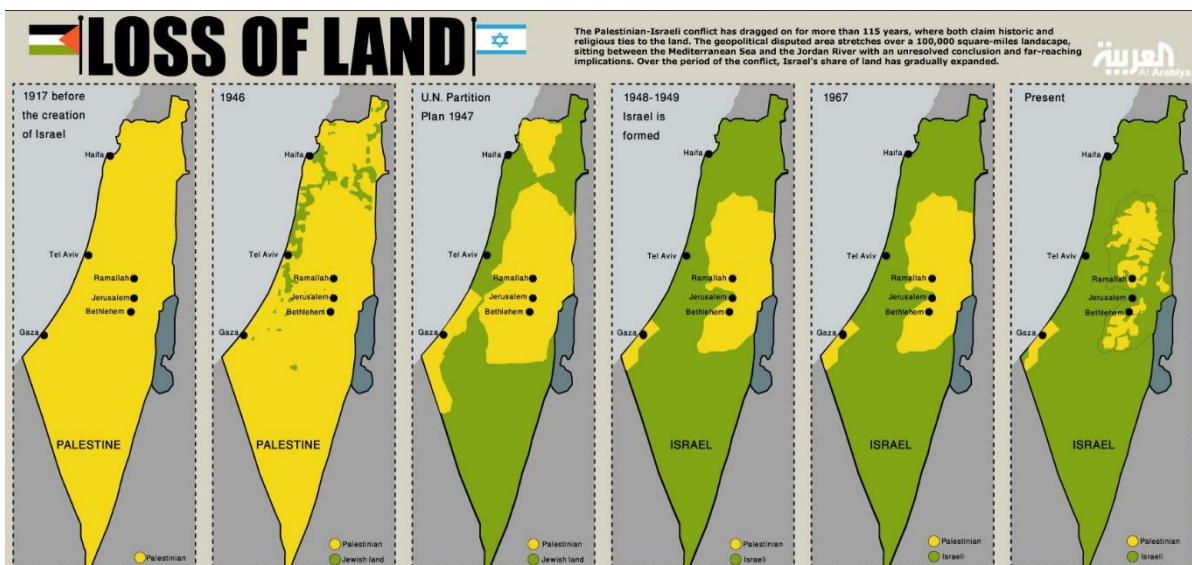 LOSS OF LAND
The Palestinian-Israeli conflict has dragged on for more than 115 years, where both claim historic and
religious ties to the land. The geopolitical disputed area stretches over a 100,000 square-miles landscape,
sitting between the Mediterranean Sea and the Jordan River with an unresolved conclusion and far-reaching
implications. Over the period of the conflict, Israel's share of land has gradually expanded.
العربية
Al Arabiya
1917 before
the creation
of Israel
Haifa
Tel Aviv
Ramallah
Jerusalem
Bethlehem
Gaza
PALESTINE
Palestinian
1946
Haifa
Tel Aviv
Ramallah
Jerusalem
Bethlehem
Gaza
PALESTINE
Palestinian
Jewish land
U.N. Partition
Plan 1947
Haifa
Tel Aviv
Ramallah
Jerusalem
Bethlehem
Gaza
Palestinian
Jewish land
1948-1949
Israel is
formed
Haifa
Tel Aviv
Ramallah
Jerusalem
Bethlehem
Gaza
ISRAEL
Palestinian
Israeli
1967
Haifa
Tel Aviv
Ramallah
Jerusalem
Bethlehem
Gaza
ISRAEL
Palestinian
Israeli
Present
Haifa
Tel Aviv
Ramallah
Jerusalem
Bethlehem
Gaza
ISRAEL
Palestinian
Israeli